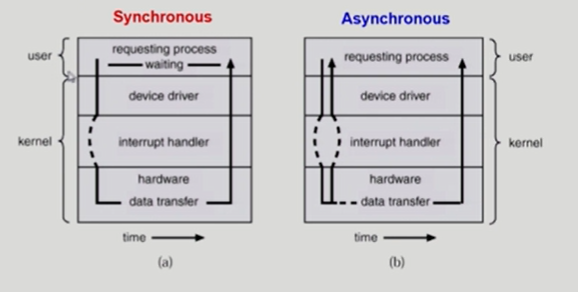 Synchronous
user
requesting process
waiting
device driver
kernel
interrupt handler
hardware
data transfer
time
(a)
Asynchronous
requesting process
user
device driver
interrupt handler
kernel
hardware
data transfer
time
(b)